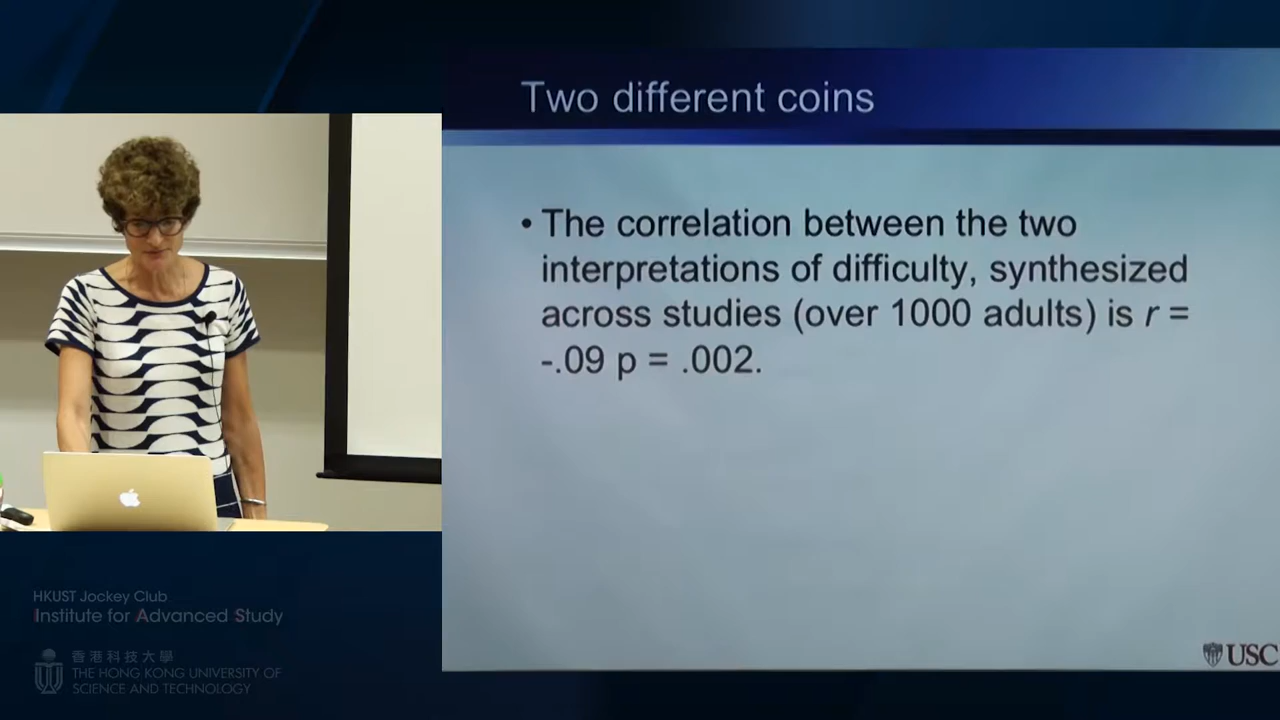 Two different coins
• The correlation between the two
interpretations of difficulty, synthesized
across studies (over 1000 adults) is r =
-.09 p = .002.
USC
HKUST Jockey Club
Institute for Advanced Study
香港科技大學
THE HONG KONG UNIVERSITY OF
SCIENCE AND TECHNOLOGY